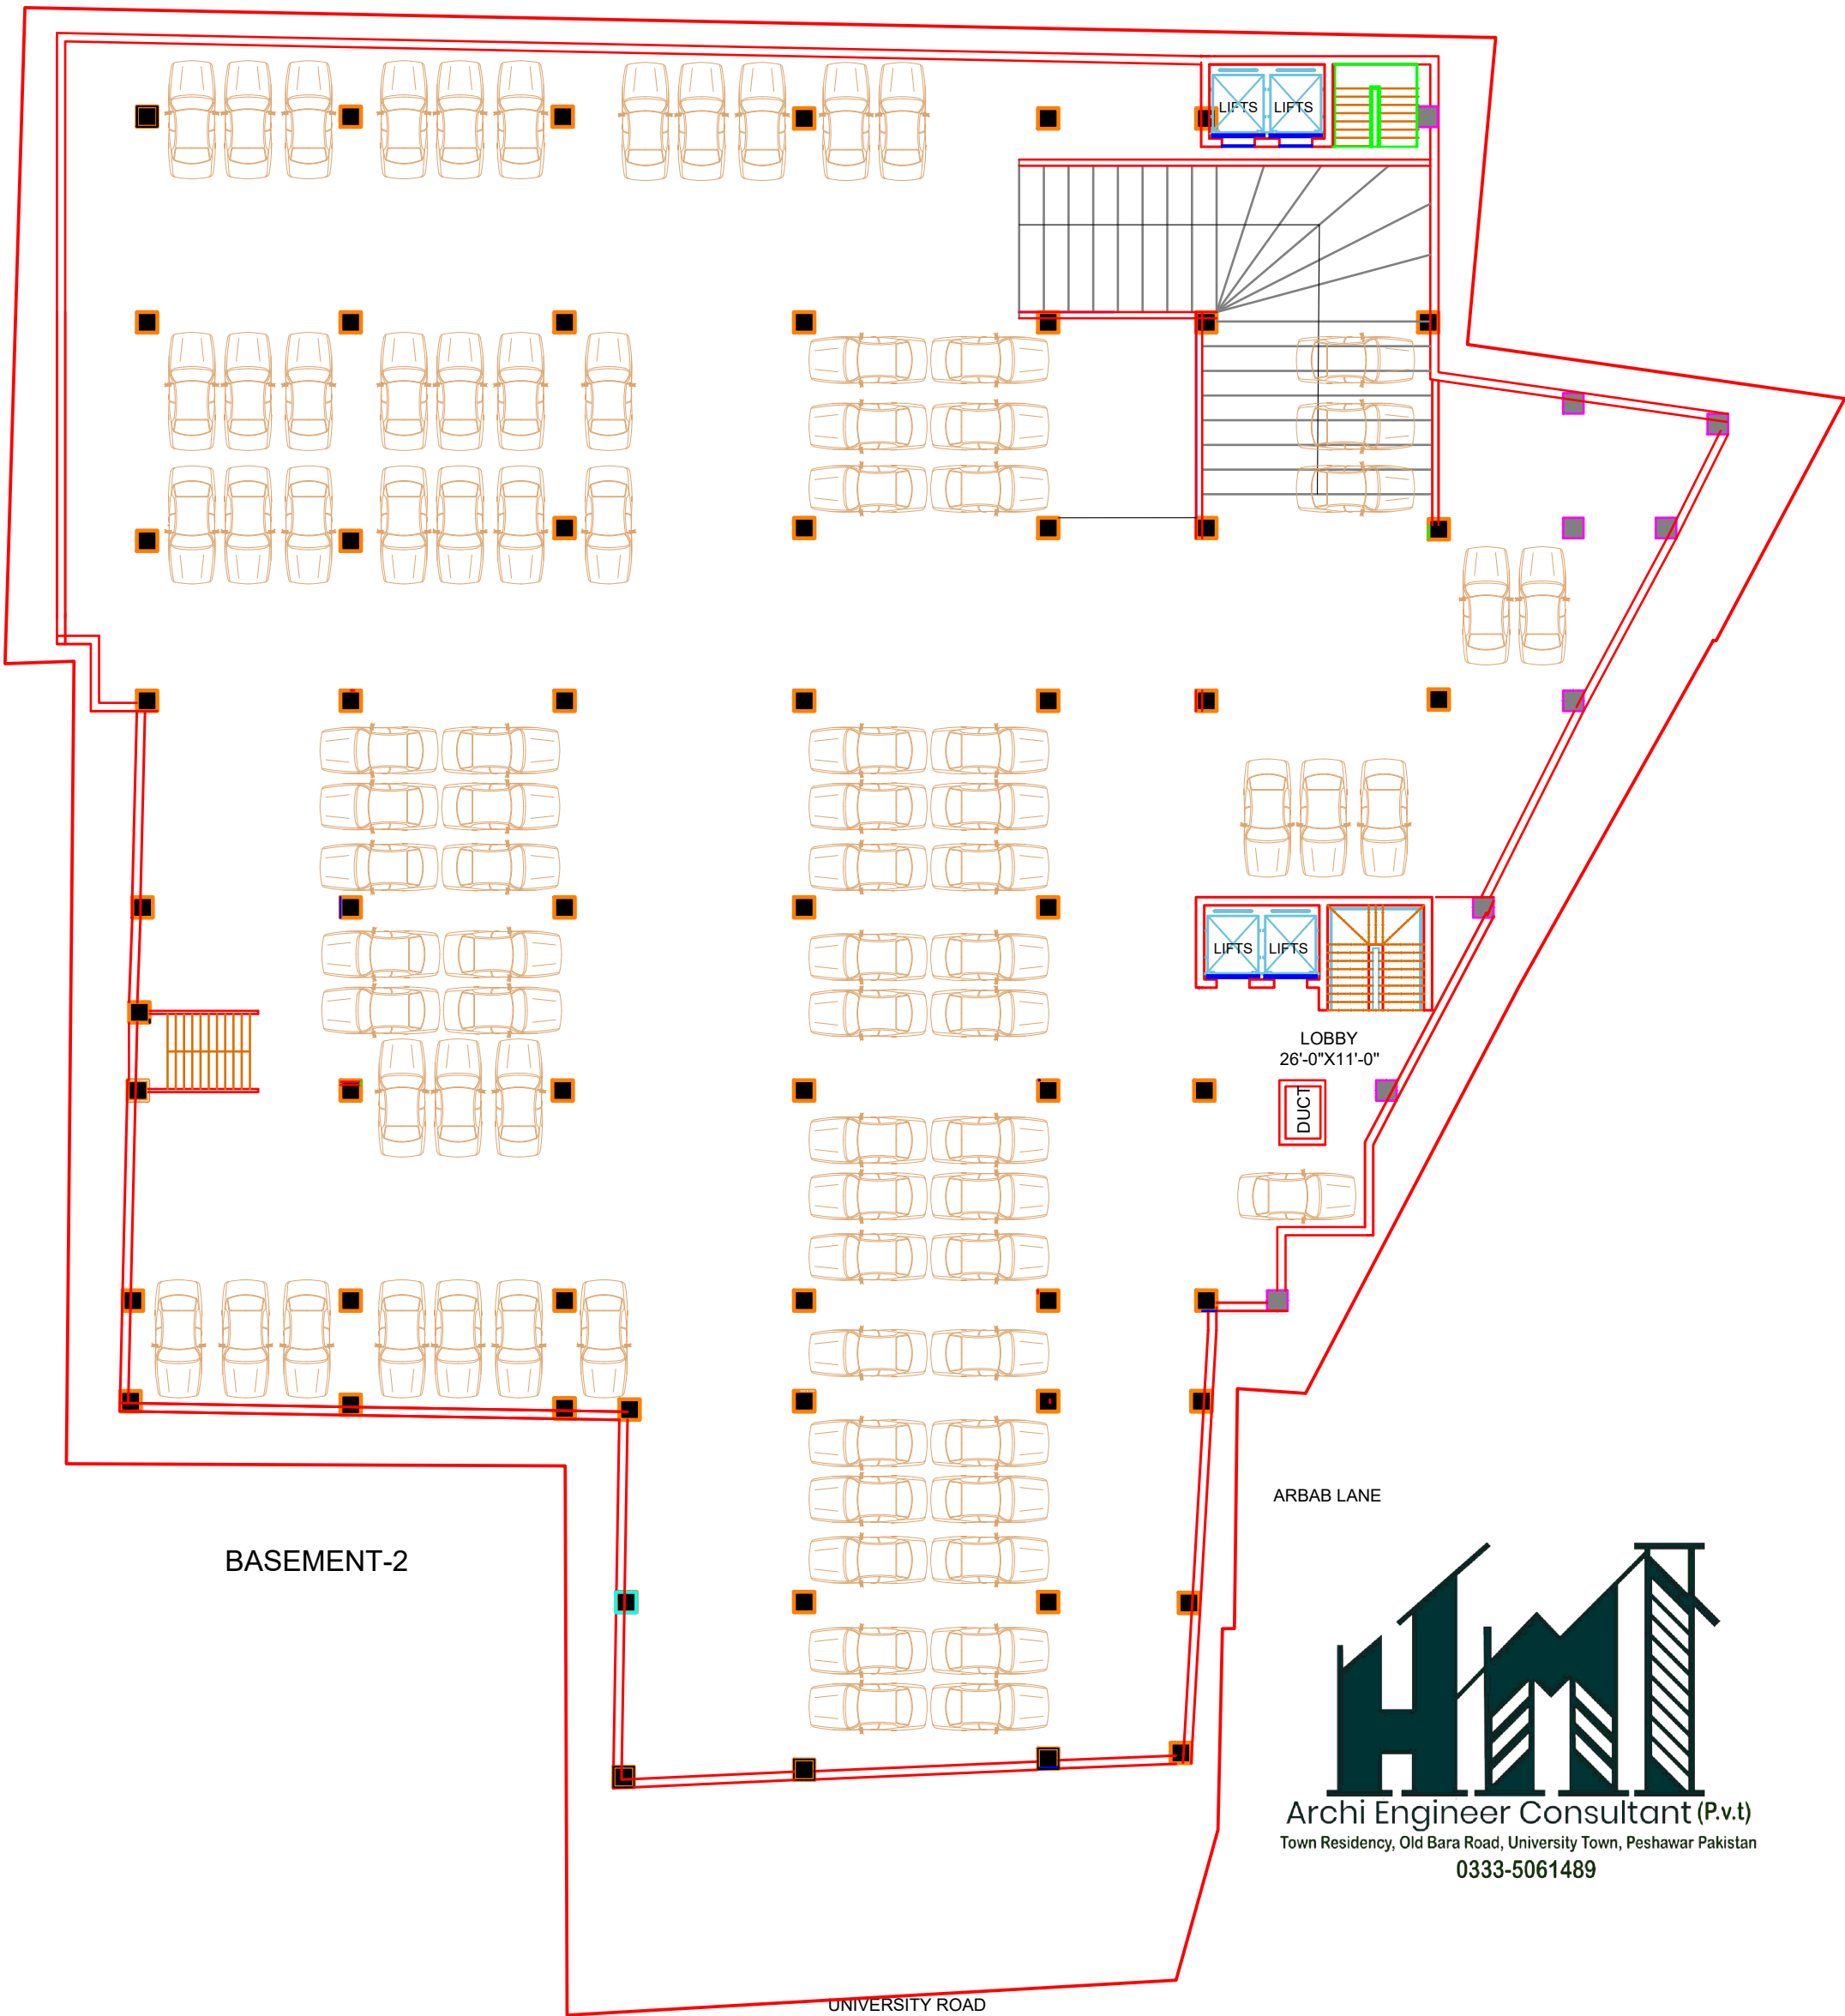 LIFTS LIFTS
LIFTS LIFTS
LOBBY
26'-0"X11'-0"
DUCT
ARBAB LANE
BASEMENT-2
HMI
Archi Engineer Consultant (P.v.t)
Town Residency, Old Bara Road, University Town, Peshawar Pakistan
0333-5061489
UNIVERSITY ROAD